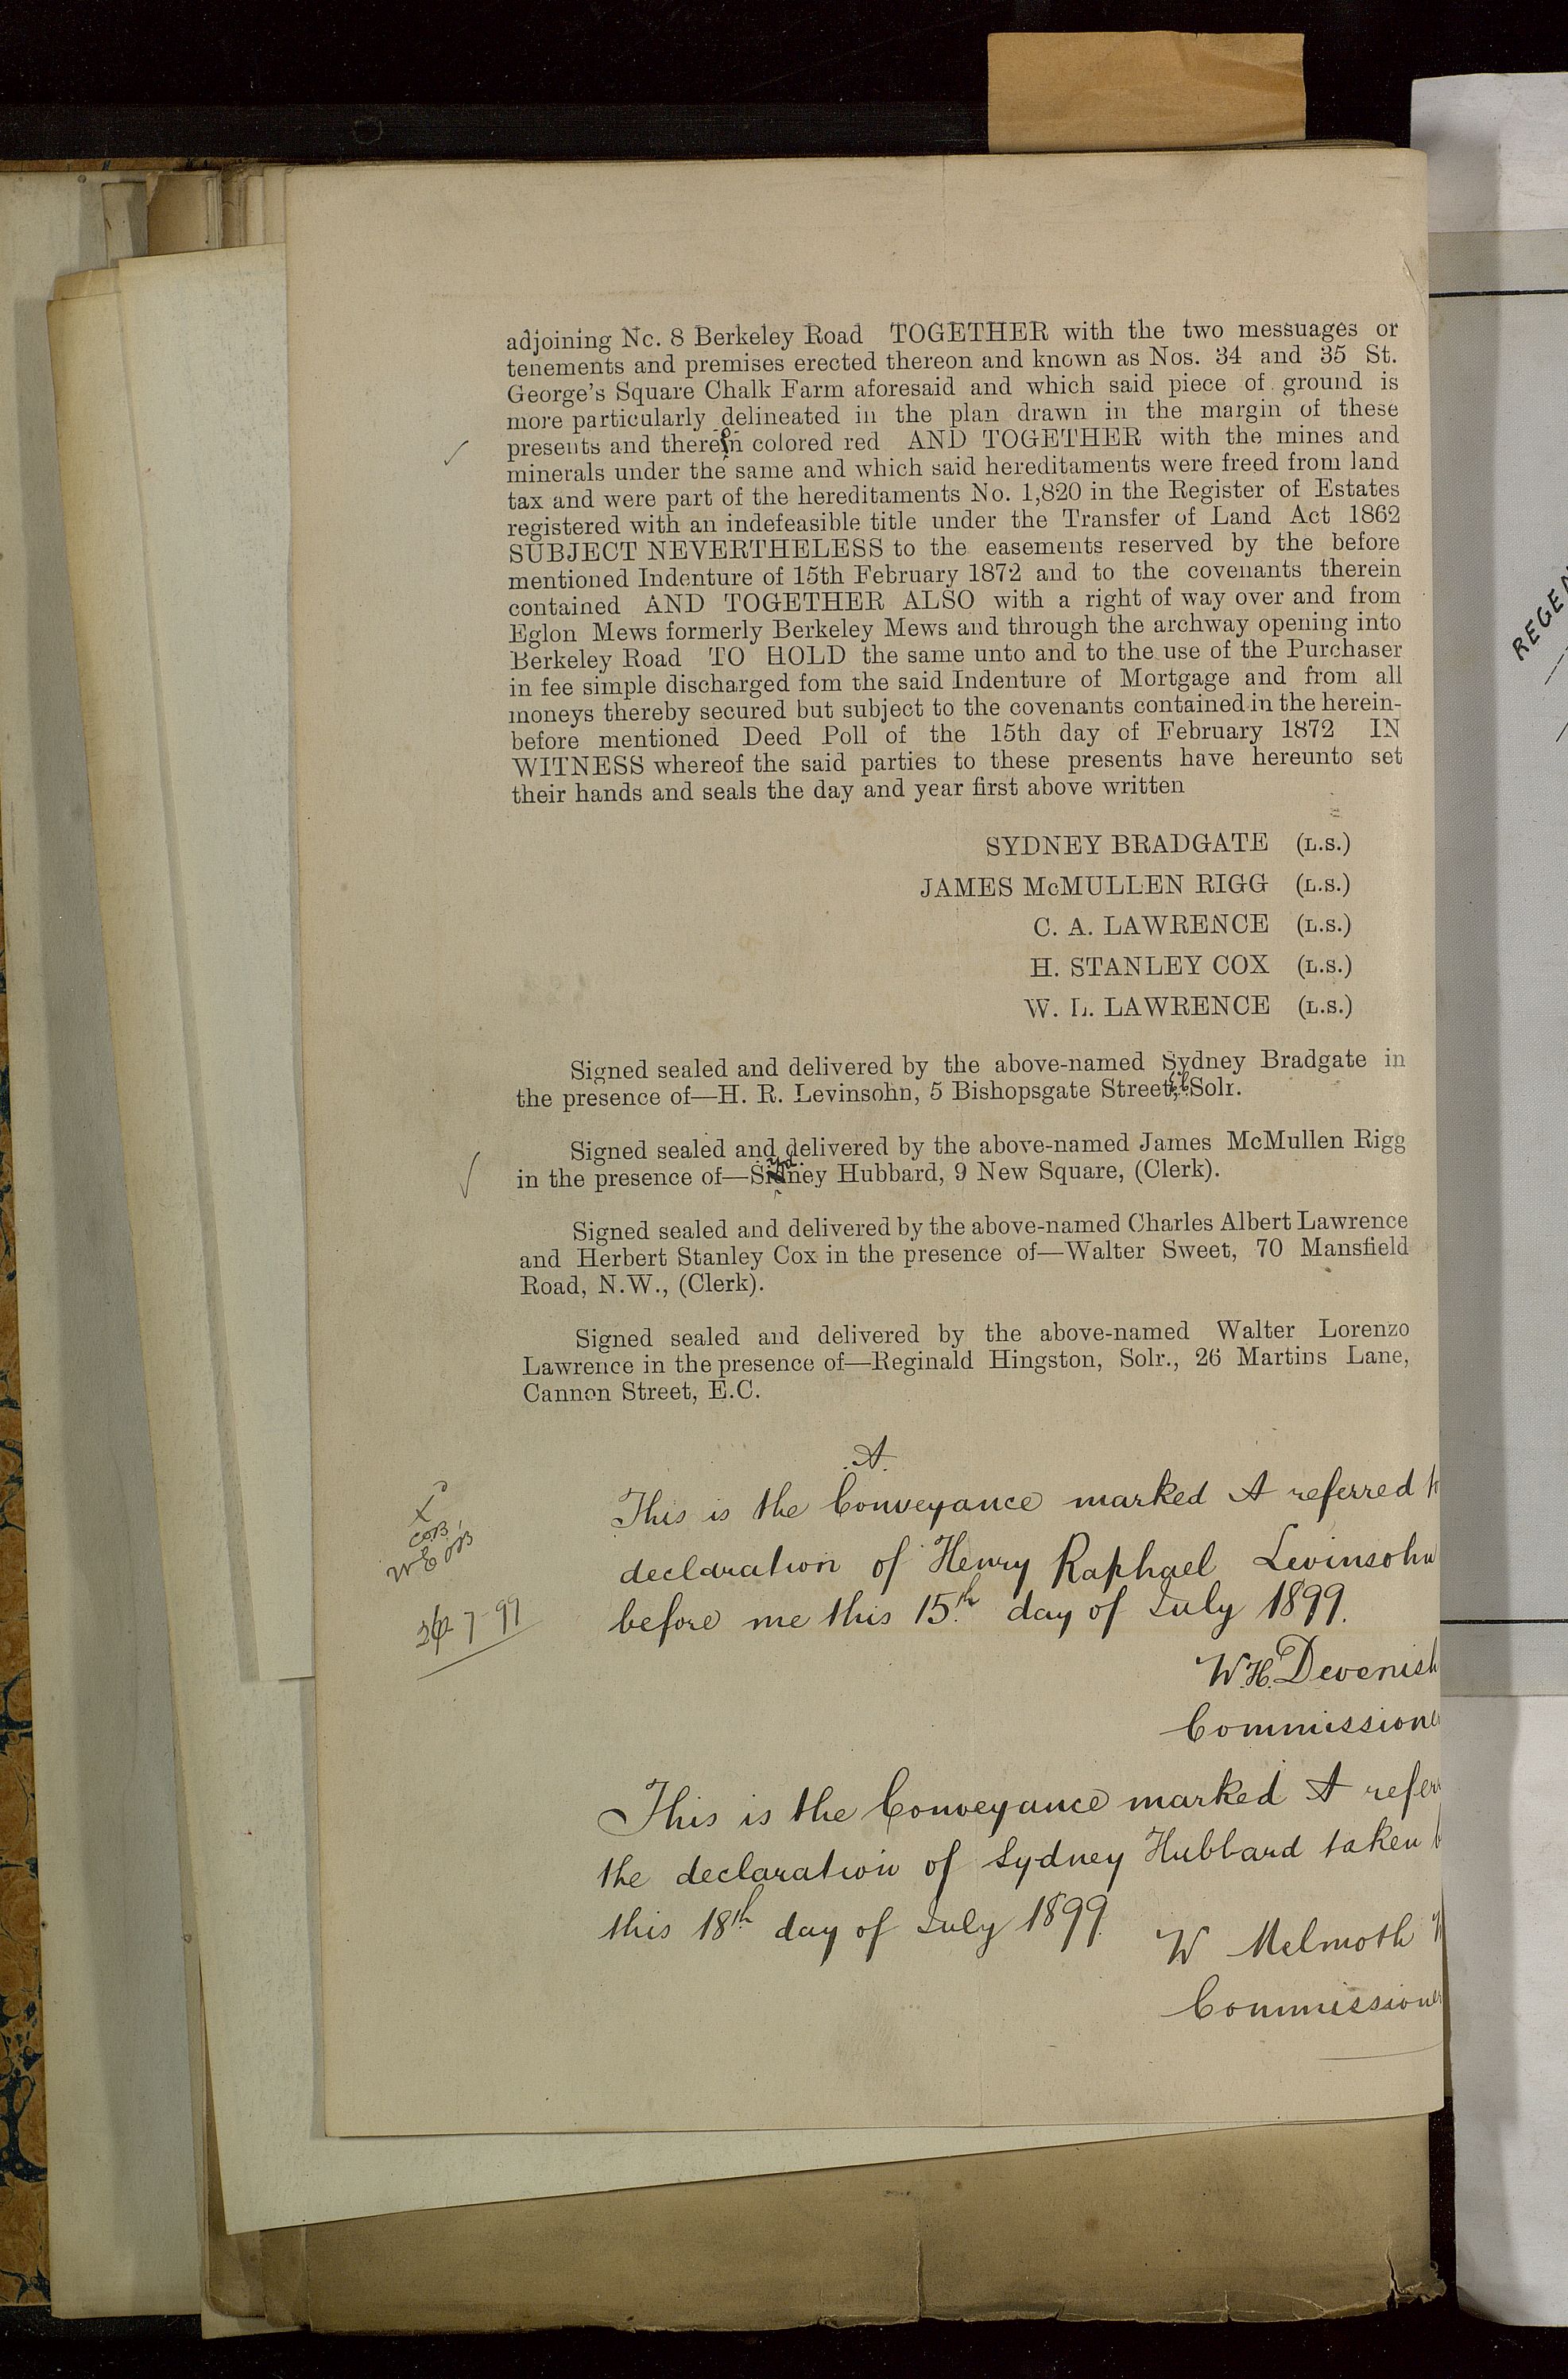 adjoining No. 8 Berkeley Road TOGETHER with the two messuages or
tenements and premises erected thereon and known as Nos. 34 and 35 St.
George's Square Chalk Farm aforesaid and which said piece of ground is
more particularly delineated in the plan drawn in the margin of these
presents and therein colored red AND TOGETHER with the mines and
minerals under the same and which said hereditaments were freed from land
tax and were part of the hereditaments No. 1,820 in the Register of Estates
registered with an indefeasible title under the Transfer of Land Act 1862
SUBJECT NEVERTHELESS to the easements reserved by the before
mentioned Indenture of 15th February 1872 and to the covenants therein
contained AND TOGETHER ALSO with a right of way over and from
Eglon Mews formerly Berkeley Mews and through the archway opening into
Berkeley Road TO HOLD the same unto and to the use of the Purchaser
in fee simple discharged fom the said Indenture of Mortgage and from all
moneys thereby secured but subject to the covenants contained in the herein-
before mentioned Deed Poll of the 15th day of February 1872 IN
WITNESS whereof the said parties to these presents have hereunto set
their hands and seals the day and year first above written
SYDNEY BRADGATE (L.S.)
JAMES McMULLEN RIGG (L.S.)
C. A. LAWRENCE (L.S.)
H. STANLEY COX (L.S.)
W. L. LAWRENCE (L.S.)
Signed sealed and delivered by the above-named Sydney Bradgate in
the presence of—H. R. Levinsohn, 5 Bishopsgate Street, Solr.
Signed sealed and delivered by the above-named James McMullen Rigg
in the presence of—Sydney Hubbard, 9 New Square, (Clerk).
Signed sealed and delivered by the above-named Charles Albert Lawrence
and Herbert Stanley Cox in the presence of—Walter Sweet, 70 Mansfield
Road, N.W., (Clerk).
Signed sealed and delivered by the above-named Walter Lorenzo
Lawrence in the presence of—Reginald Hingston, Solr., 26 Martins Lane,
Cannon Street, E.C.
A.
This is the Conveyance marked A referred
declaration of Henry Raphael Levinsohn
before me this 15th day of July 1899.
W.H. Devenish
Commissioner
This is the Conveyance marked A refer
the declaration of Sydney Hubbard taken
this 18th day of July 1899.
W Melmoth
Commissioner
7 99
REGEN